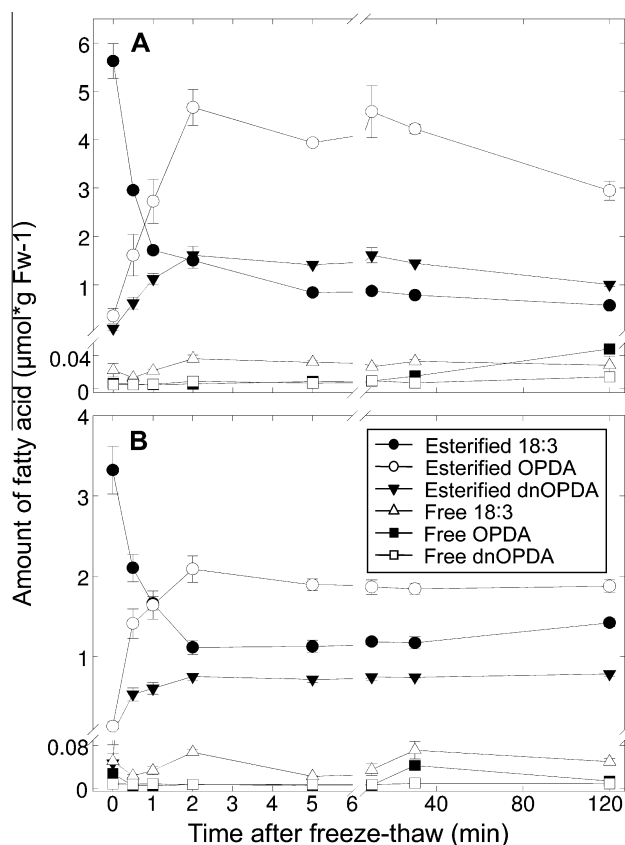 A
6
5
4
3
2
1
0.04
0
Amount of fatty acid (µmol*g Fw-1)
B
4
3
2
1
0.08
0
Esterified 18:3
Esterified OPDA
Esterified dnOPDA
Free 18:3
Free OPDA
Free dnOPDA
0 1 2 3 4 5 6 40 80 120
Time after freeze-thaw (min)